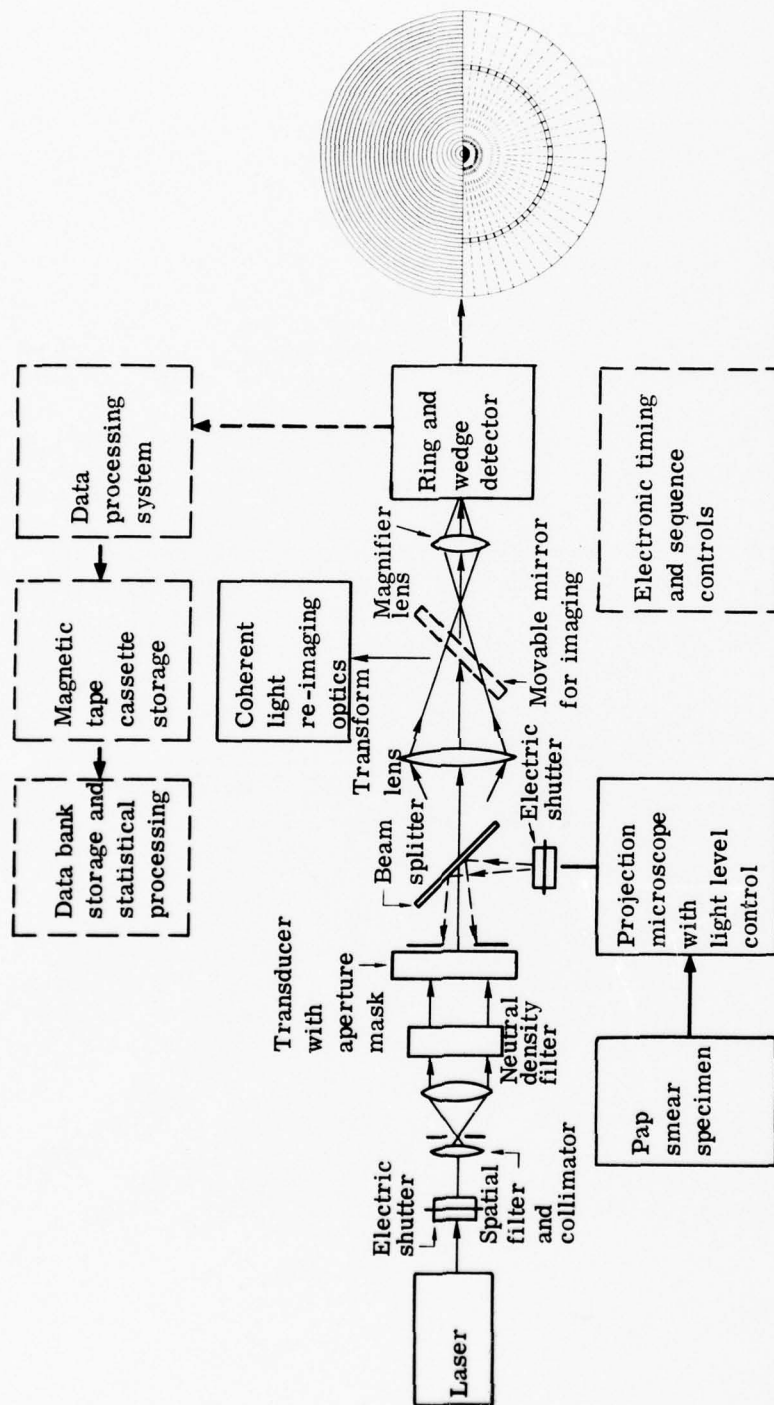 Data bank
storage and
statistical
processing
Magnetic
tape
cassette
storage
Data
processing
system
Coherent
light
re-imaging
optics
Transducer
with
aperture
mask
Beam
splitter
Transform
lens
Magnifier
lens
Ring and
wedge
detector
Laser
Electric
shutter
Spatial
filter
and
collimator
Neutral
density
filter
Electric
shutter
Movable mirror
for imaging
Pap
smear
specimen
Projection
microscope
with
light level
control
Electronic timing
and sequence
controls